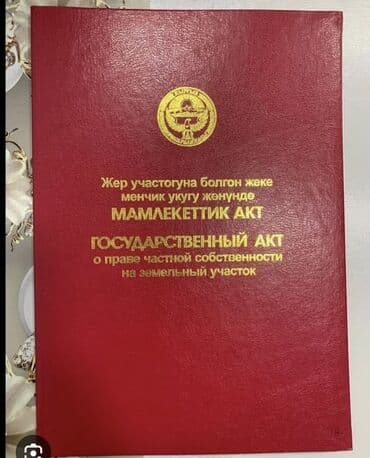 Жер участогуна болгон жеке
менчик укугу жөнүндө
МАМЛЕКЕТТИК АКТ
ГОСУДАРСТВЕННЫЙ АКТ
о праве частной собственности
на земельный участок